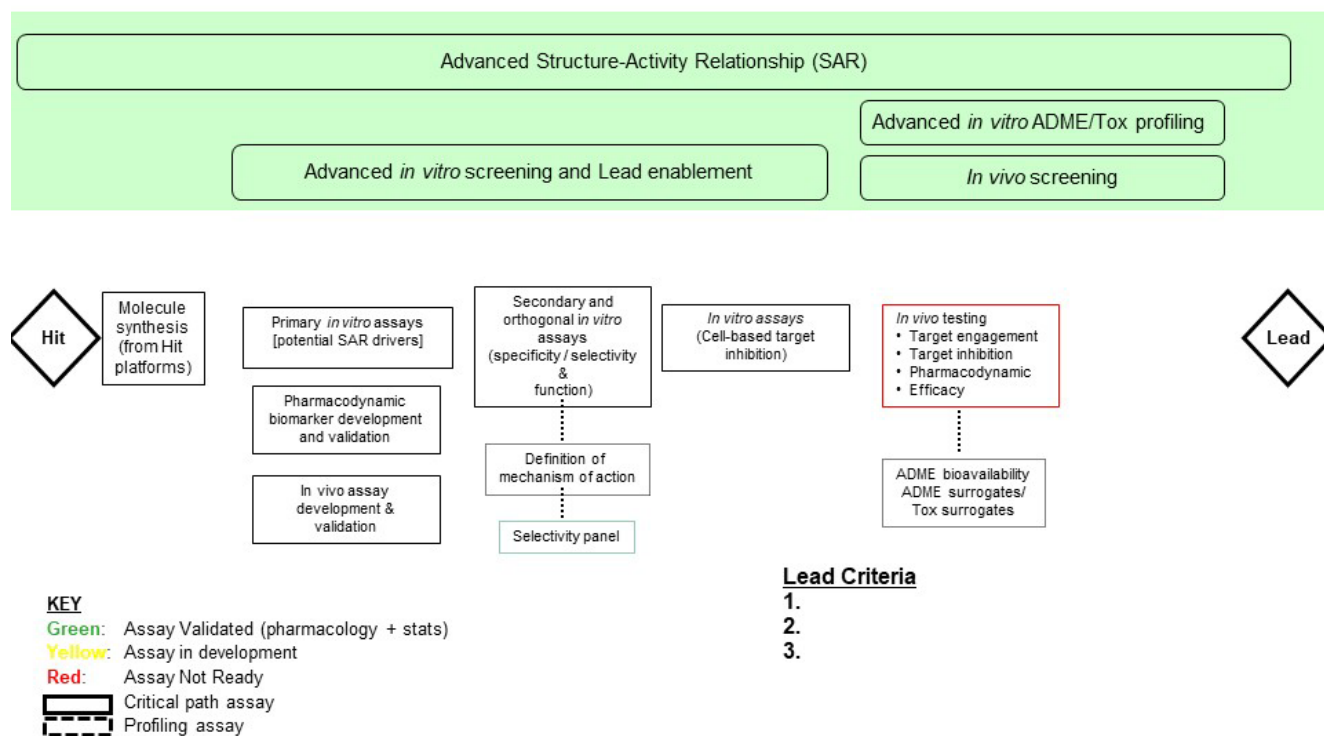 Advanced Structure-Activity Relationship (SAR)
Advanced in vitro ADME/Tox profiling
Advanced in vitro screening and Lead enablement
In vivo screening
Hit
Molecule
synthesis
(from Hit
platforms)
Primary in vitro assays
[potential SAR drivers]
Pharmacodynamic
biomarker development
and validation
In vivo assay
development &
validation
Secondary and
orthogonal in vitro
assays
(specificity / selectivity
&
function)
Definition of
mechanism of action
Selectivity panel
In vitro assays
(Cell-based target
inhibition)
In vivo testing
• Target engagement
• Target inhibition
• Pharmacodynamic
• Efficacy
ADME bioavailability
ADME surrogates/
Tox surrogates
Lead
Lead Criteria
1.
2.
3.
KEY
Green: Assay Validated (pharmacology + stats)
Yellow: Assay in development
Red: Assay Not Ready
Critical path assay
Profiling assay